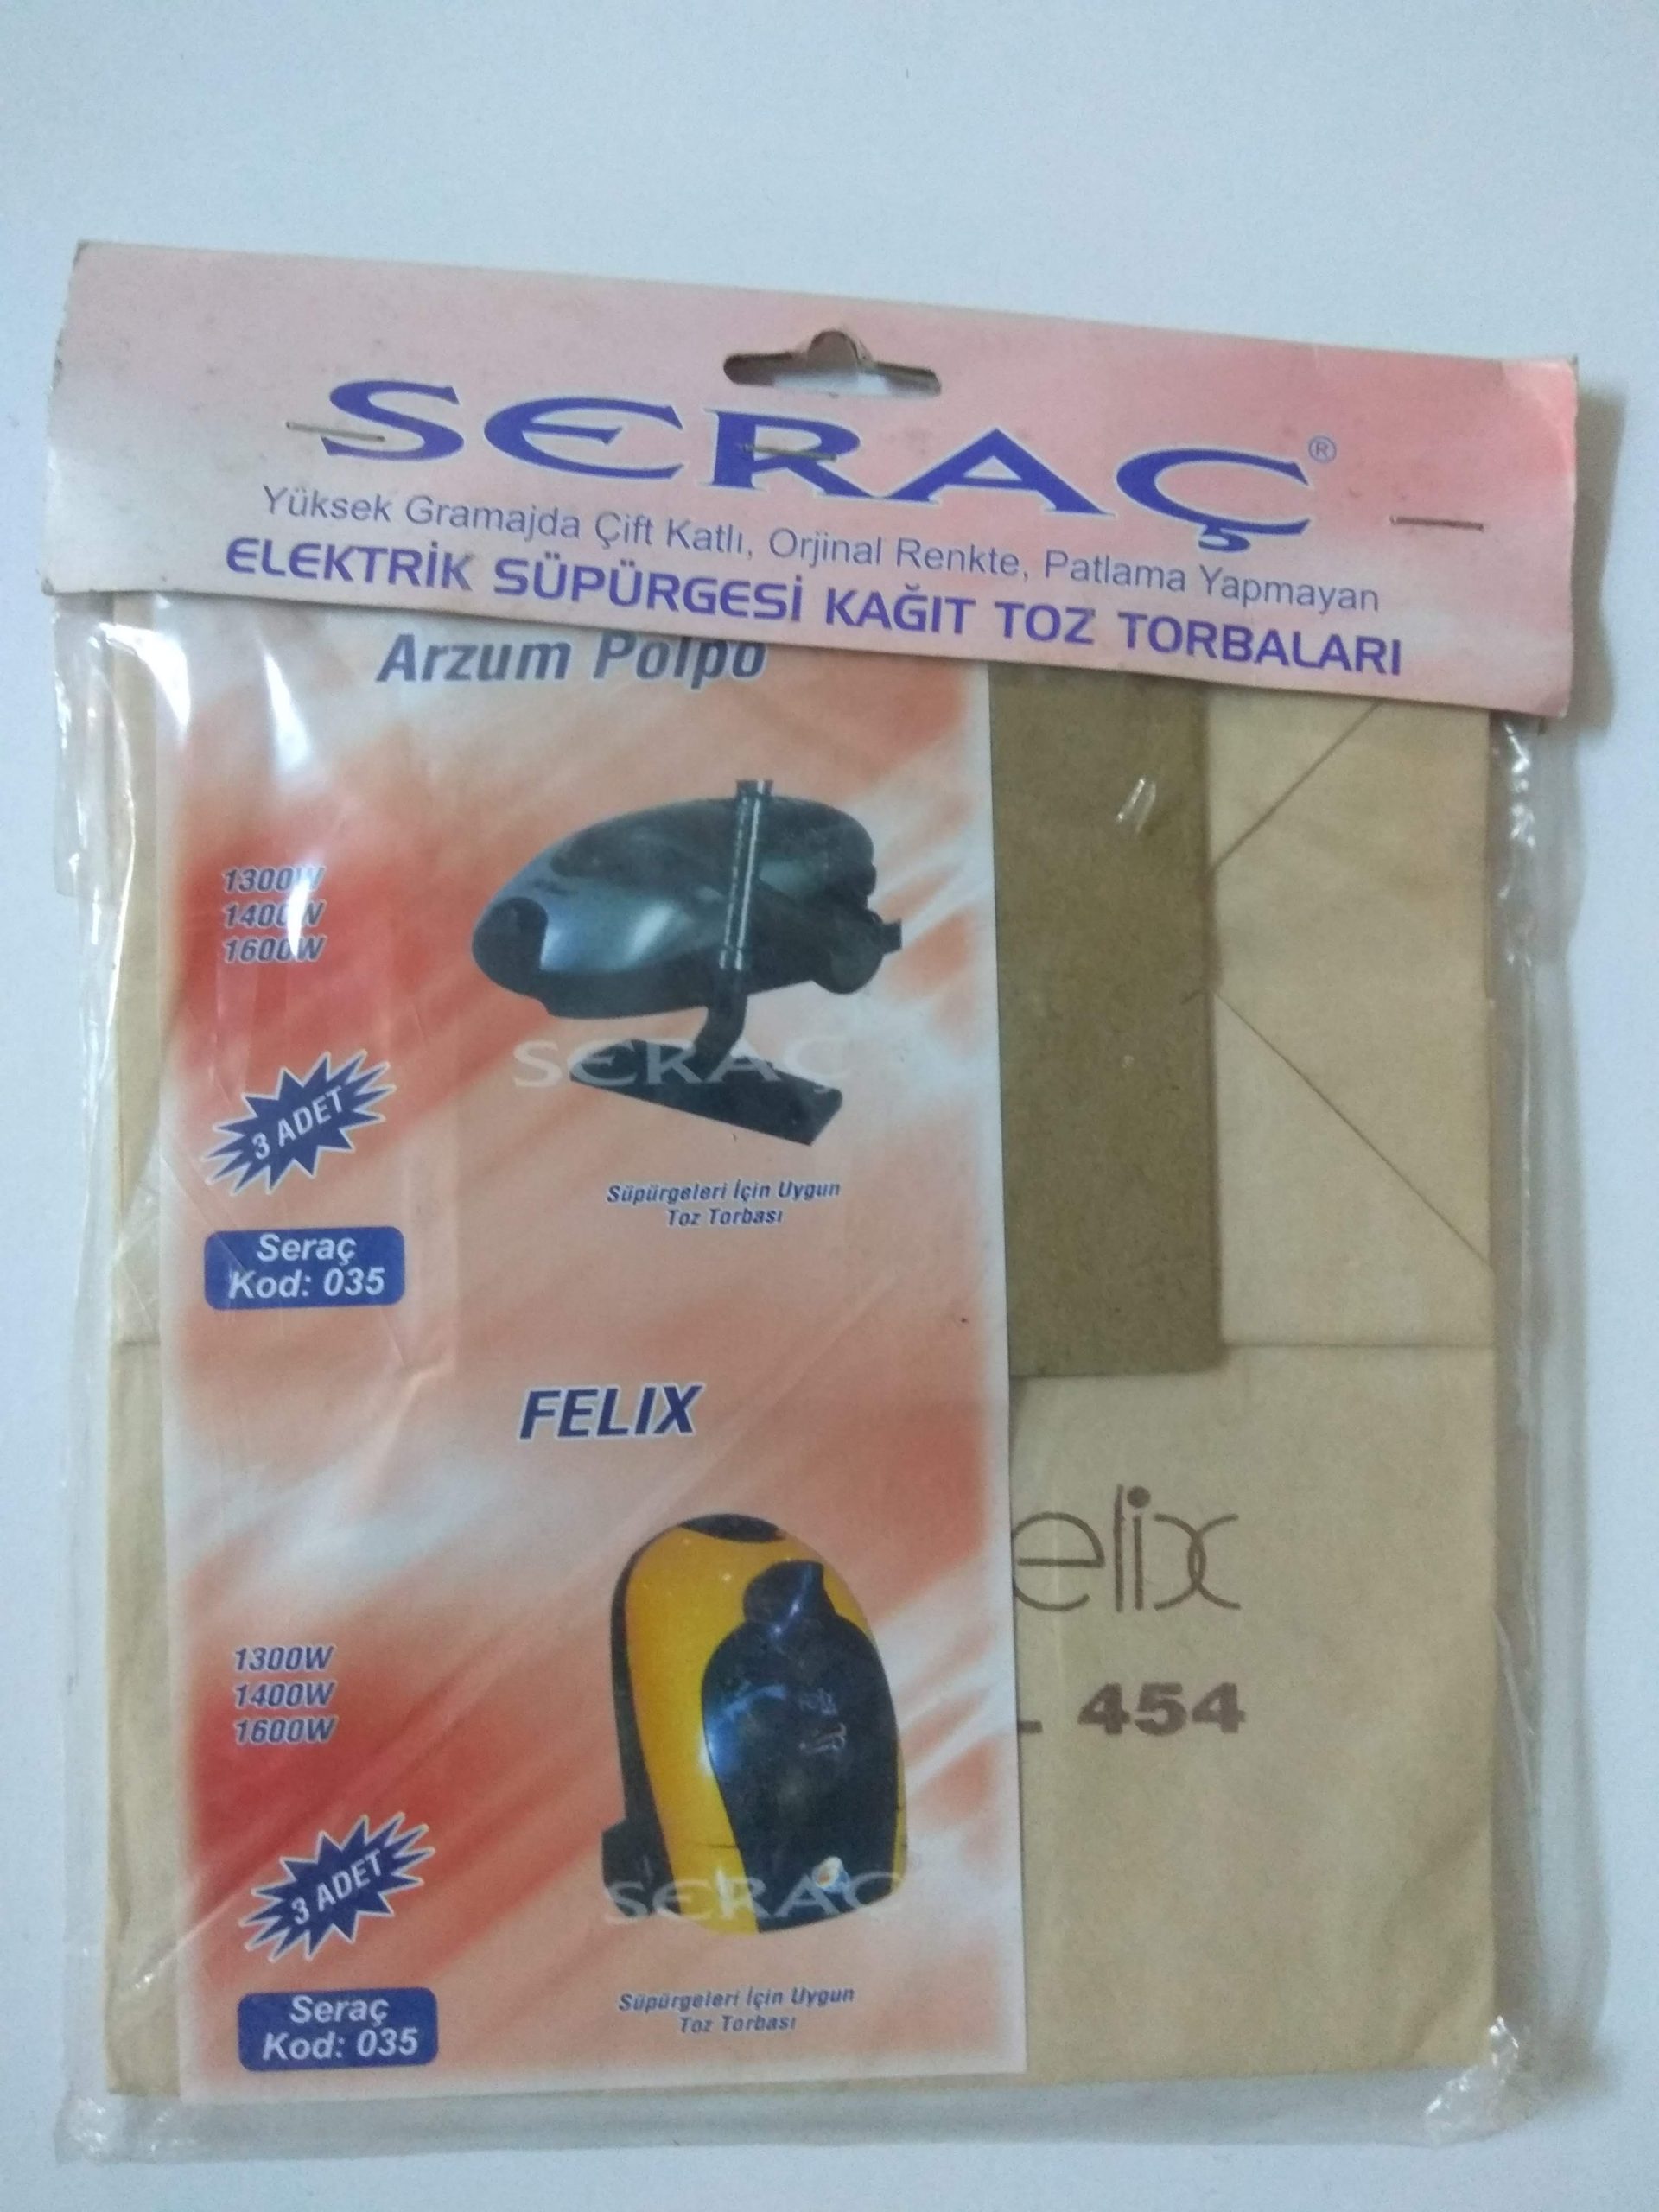 SERAÇ®
Yüksek Gramajda Çift Katlı, Orjinal Renkte, Patlama Yapmayan
ELEKTRİK SÜPÜRGESİ KAĞIT TOZ TORBALARI
Arzum Polpo
1300W
1400W
1600W
SERAÇ
3 ADET
Süpürgeleri İçin Uygun
Toz Torbası
Seraç
Kod: 035
FELIX
elix
454
1300W
1400W
1600W
Felix
SERAÇ
3 ADET
Süpürgeleri İçin Uygun
Toz Torbası
Seraç
Kod: 035